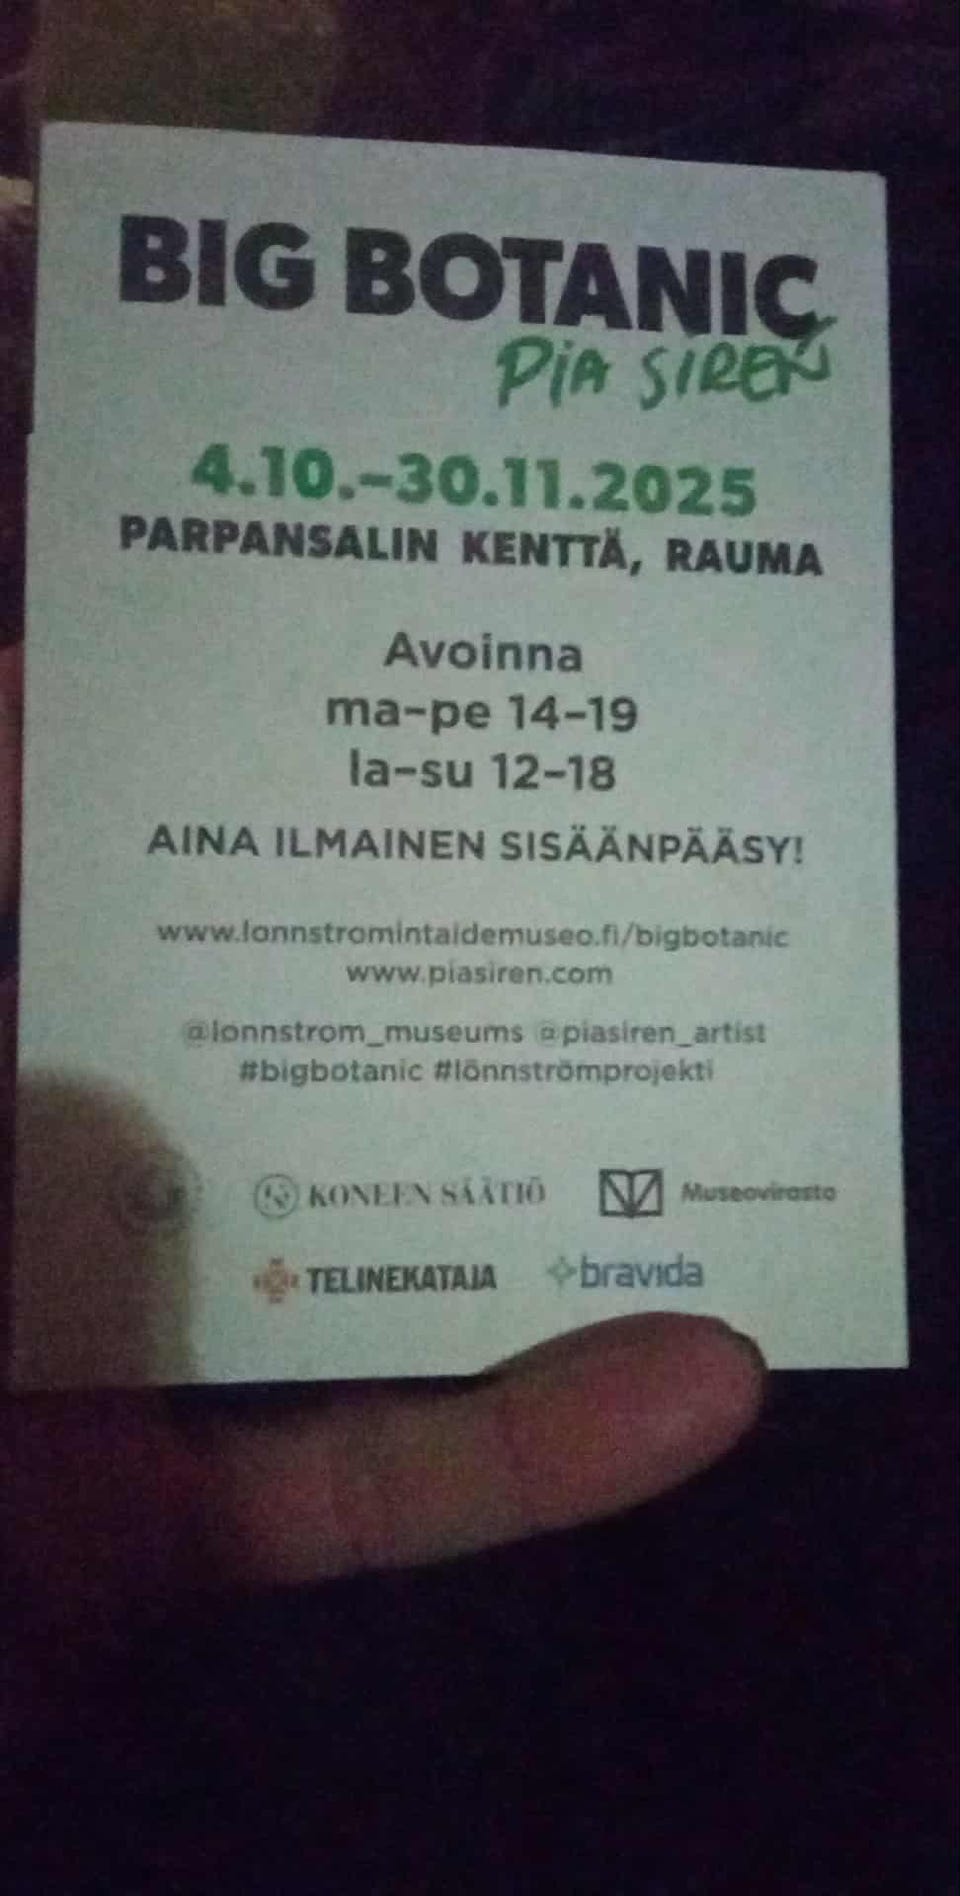 BIG BOTANIC
PIA SIREN
4.10.–30.11.2025
PARPANSALIN KENTTÄ, RAUMA
Avoinna
ma–pe 14–19
la–su 12–18
AINA ILMAINEN SISÄÄNPÄÄSY!
www.lonnstromintaidemuseo.fi/bigbotanic
www.piasiren.com
@lonnstrom_museums @piasiren_artist
#bigbotanic #lönnströmprojekti
KONEEN SÄÄTIÖ Museovirasto
TELINEKATAJA bravida